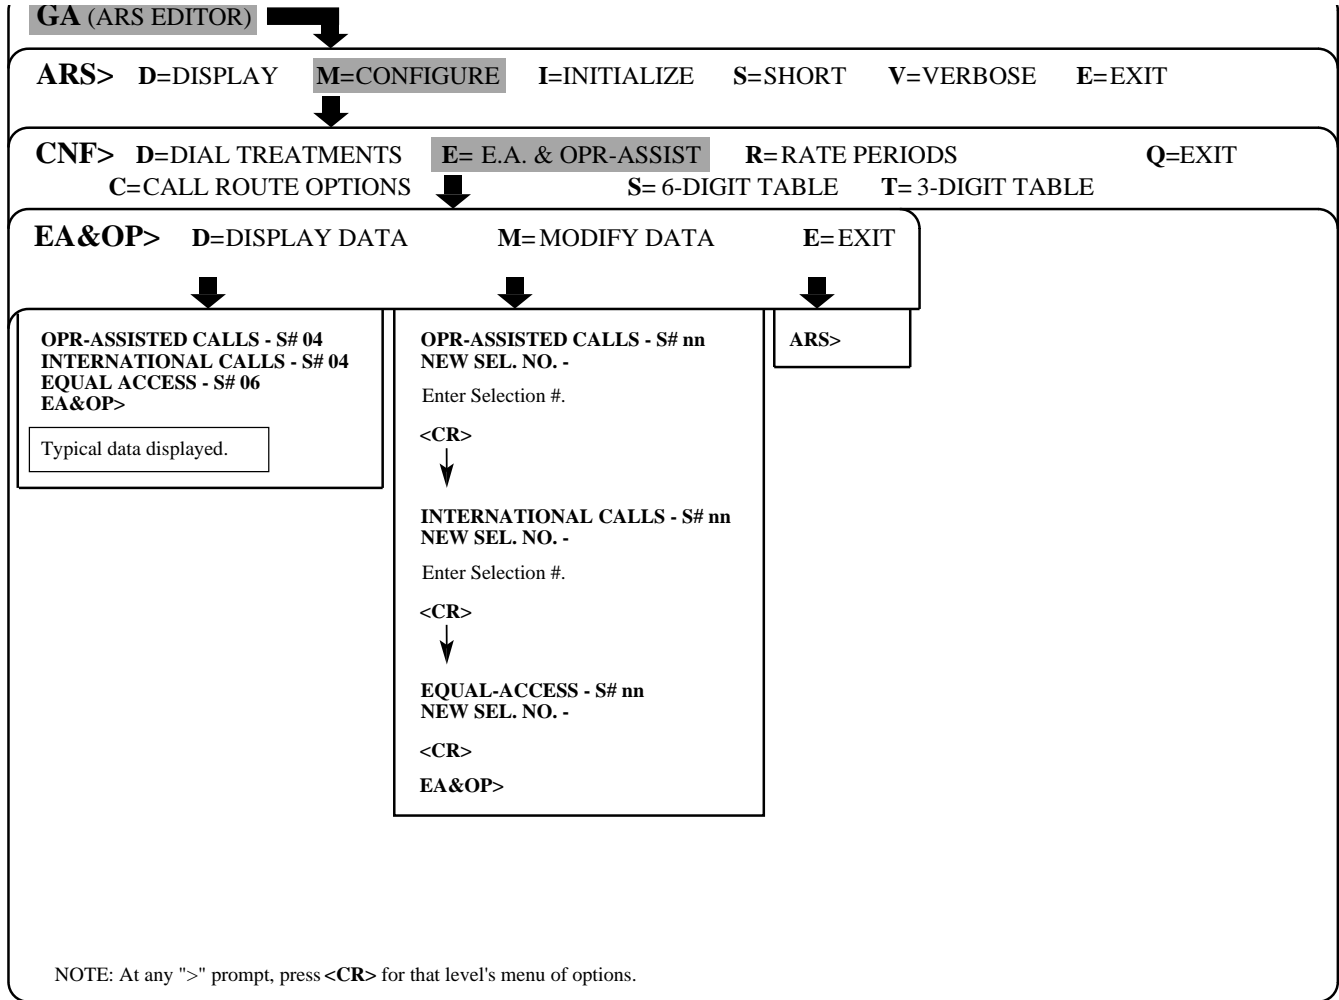 GA (ARS EDITOR)
ARS> D=DISPLAY M=CONFIGURE I=INITIALIZE S=SHORT V=VERBOSE E=EXIT
CNF> D=DIAL TREATMENTS E= E.A. & OPR-ASSIST R=RATE PERIODS Q=EXIT
C=CALL ROUTE OPTIONS S= 6-DIGIT TABLE T= 3-DIGIT TABLE
EA&OP> D=DISPLAY DATA M=MODIFY DATA E=EXIT
OPR-ASSISTED CALLS - S# 04
INTERNATIONAL CALLS - S# 04
EQUAL ACCESS - S# 06
EA&OP>
Typical data displayed.
OPR-ASSISTED CALLS - S# nn
NEW SEL. NO. -
Enter Selection #.
<CR>
INTERNATIONAL CALLS - S# nn
NEW SEL. NO. -
Enter Selection #.
<CR>
EQUAL-ACCESS - S# nn
NEW SEL. NO. -
<CR>
EA&OP>
ARS>
NOTE: At any ">" prompt, press <CR> for that level's menu of options.